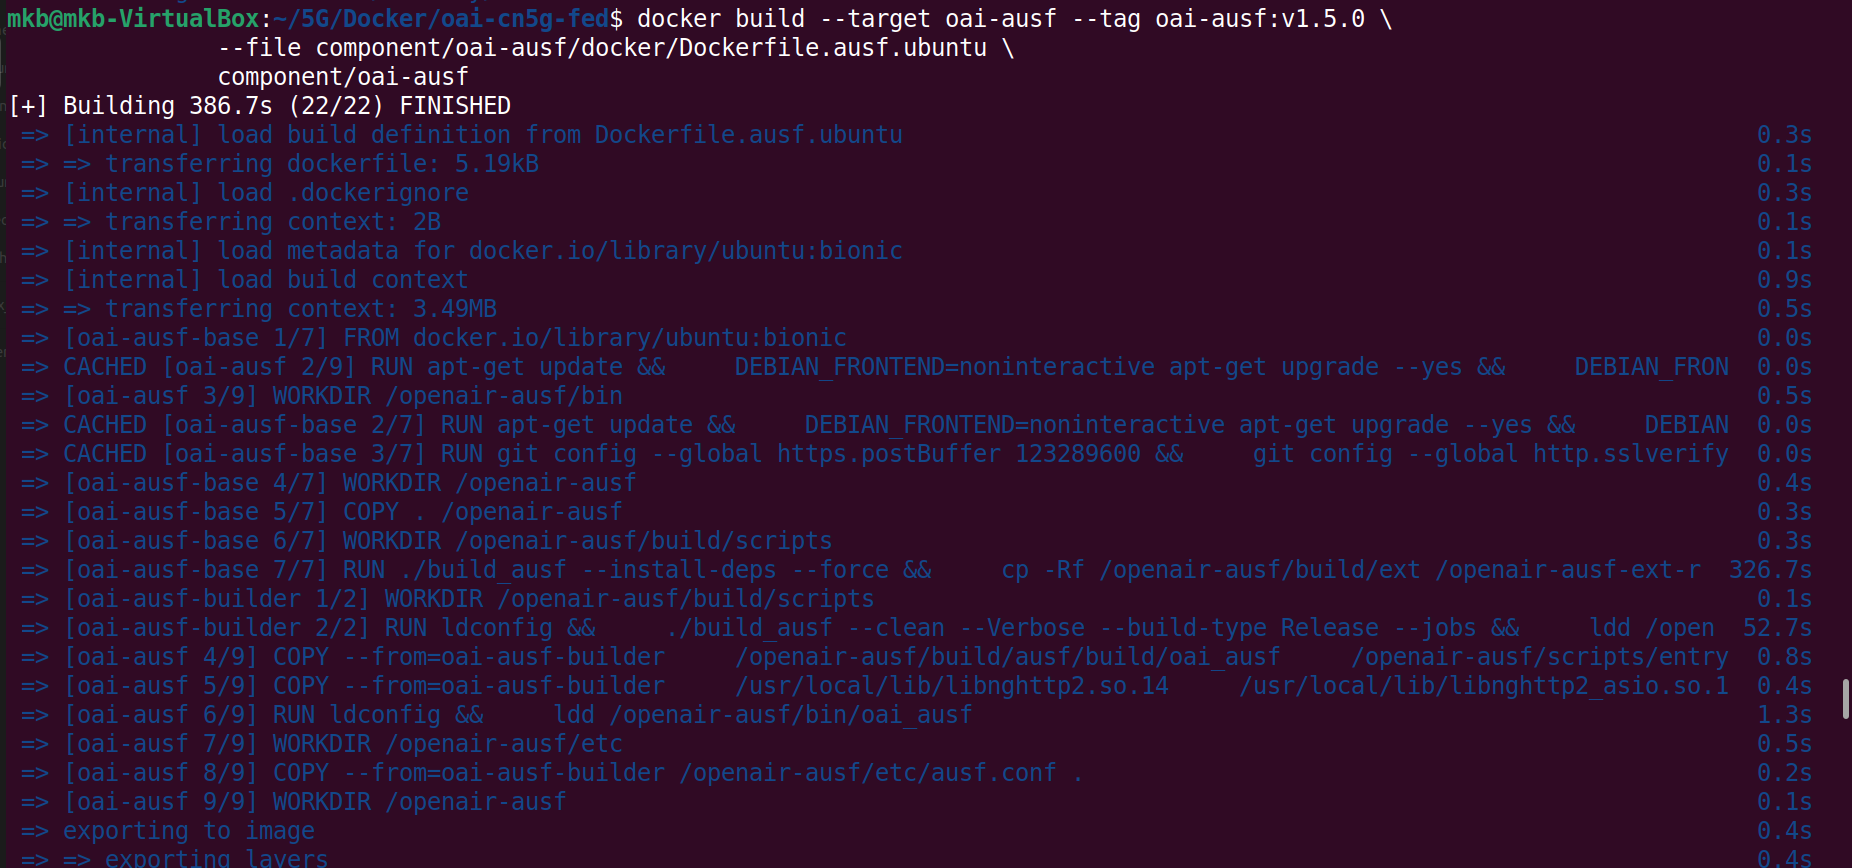 mkb@mkb-VirtualBox:~/5G/Docker/oai-cn5g-fed$ docker build --target oai-ausf --tag oai-ausf:v1.5.0 \
--file component/oai-ausf/docker/Dockerfile.ausf.ubuntu \
component/oai-ausf
[+] Building 386.7s (22/22) FINISHED
=> [internal] load build definition from Dockerfile.ausf.ubuntu 0.3s
=> => transferring dockerfile: 5.19kB 0.1s
=> [internal] load .dockerignore 0.3s
=> => transferring context: 2B 0.1s
=> [internal] load metadata for docker.io/library/ubuntu:bionic 0.1s
=> [internal] load build context 0.9s
=> => transferring context: 3.49MB 0.5s
=> [oai-ausf-base 1/7] FROM docker.io/library/ubuntu:bionic 0.0s
=> CACHED [oai-ausf 2/9] RUN apt-get update &&     DEBIAN_FRONTEND=noninteractive apt-get upgrade --yes &&     DEBIAN_FRON 0.0s
=> [oai-ausf 3/9] WORKDIR /openair-ausf/bin 0.5s
=> CACHED [oai-ausf-base 2/7] RUN apt-get update &&     DEBIAN_FRONTEND=noninteractive apt-get upgrade --yes &&     DEBIAN 0.0s
=> CACHED [oai-ausf-base 3/7] RUN git config --global https.postBuffer 123289600 &&     git config --global http.sslverify 0.0s
=> [oai-ausf-base 4/7] WORKDIR /openair-ausf 0.4s
=> [oai-ausf-base 5/7] COPY . /openair-ausf 0.3s
=> [oai-ausf-base 6/7] WORKDIR /openair-ausf/build/scripts 0.3s
=> [oai-ausf-base 7/7] RUN ./build_ausf --install-deps --force &&     cp -Rf /openair-ausf/build/ext /openair-ausf-ext-r 326.7s
=> [oai-ausf-builder 1/2] WORKDIR /openair-ausf/build/scripts 0.1s
=> [oai-ausf-builder 2/2] RUN ldconfig &&     ./build_ausf --clean --Verbose --build-type Release --jobs &&     ldd /open 52.7s
=> [oai-ausf 4/9] COPY --from=oai-ausf-builder     /openair-ausf/build/ausf/build/oai_ausf     /openair-ausf/scripts/entry 0.8s
=> [oai-ausf 5/9] COPY --from=oai-ausf-builder     /usr/local/lib/libnghttp2.so.14     /usr/local/lib/libnghttp2_asio.so.1 0.4s
=> [oai-ausf 6/9] RUN ldconfig &&     ldd /openair-ausf/bin/oai_ausf 1.3s
=> [oai-ausf 7/9] WORKDIR /openair-ausf/etc 0.5s
=> [oai-ausf 8/9] COPY --from=oai-ausf-builder /openair-ausf/etc/ausf.conf . 0.2s
=> [oai-ausf 9/9] WORKDIR /openair-ausf 0.1s
=> exporting to image 0.4s
=> => exporting layers 0.4s